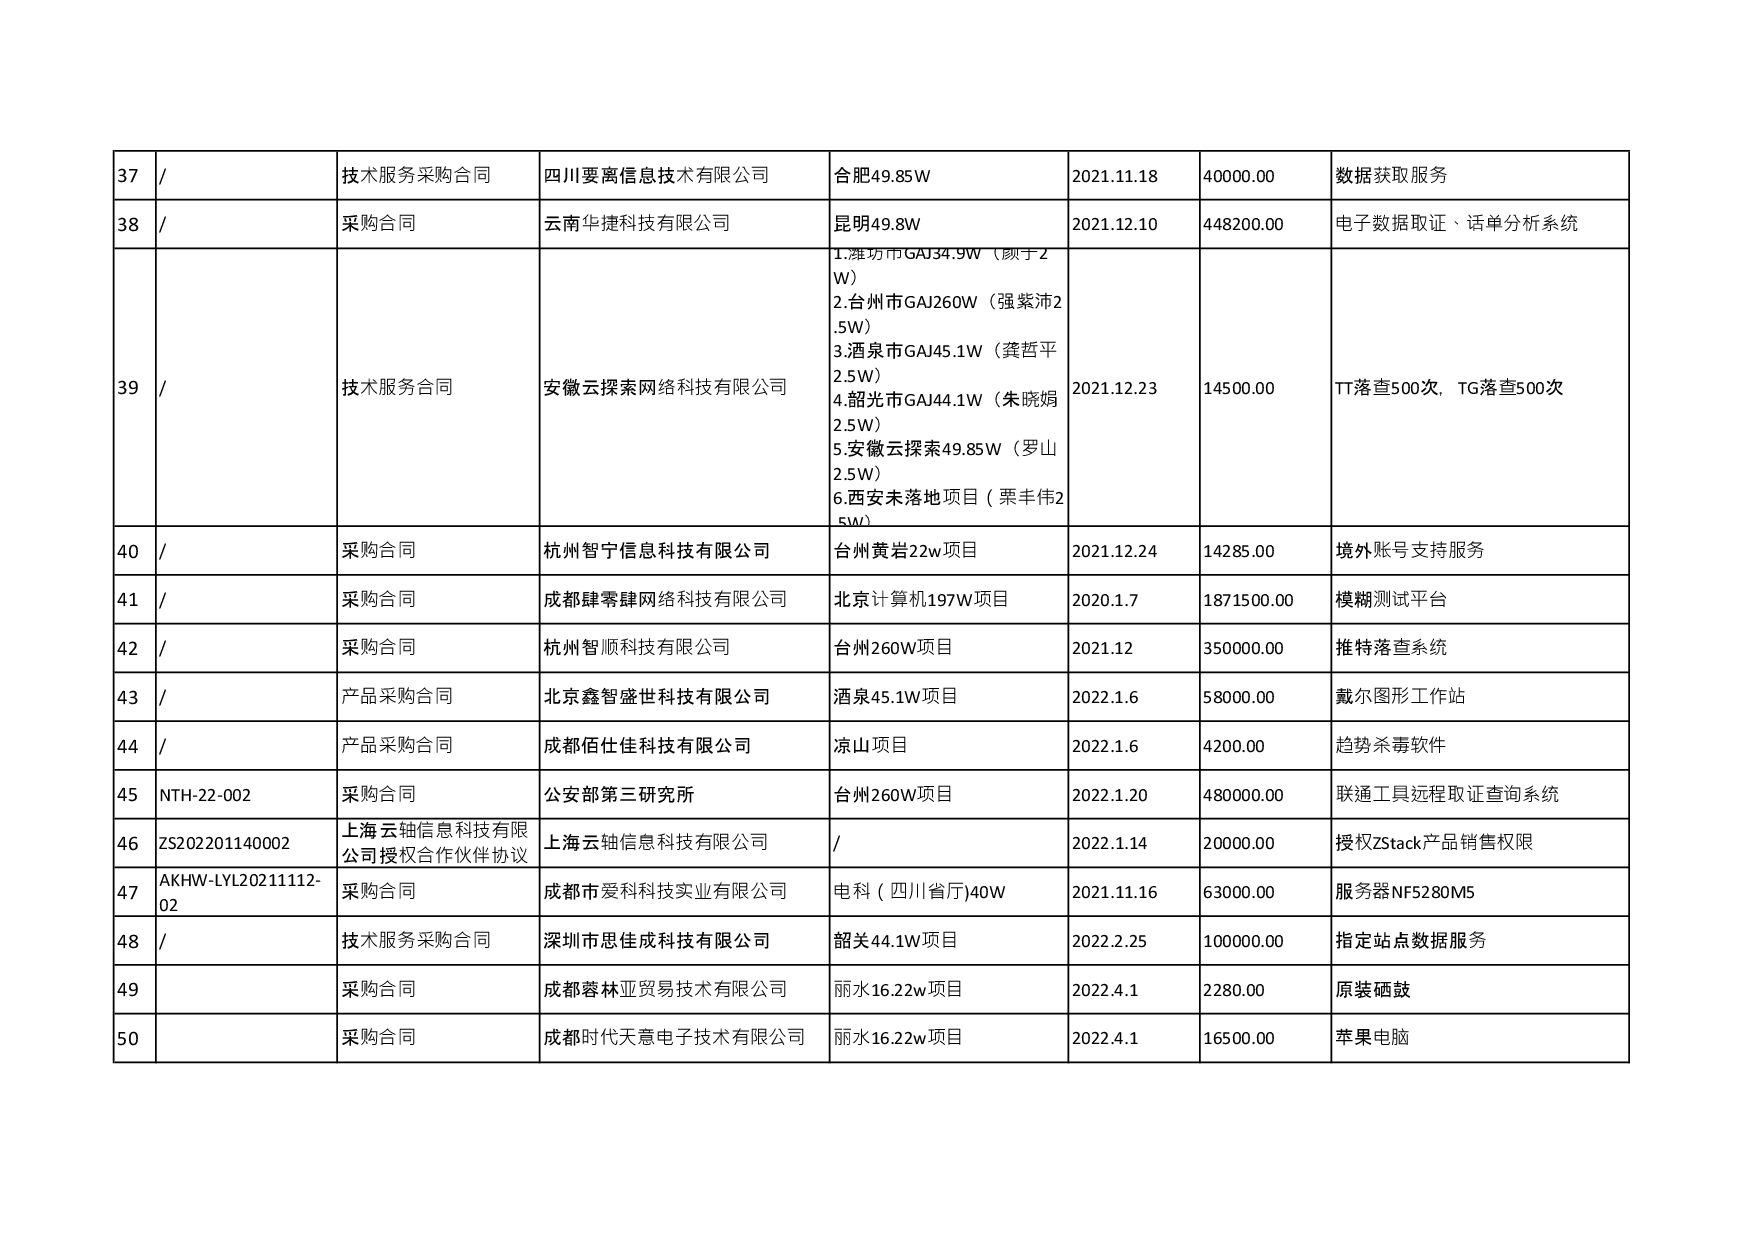 37 / 技术服务采购合同 四川要离信息技术有限公司 合肥49.85W 2021.11.18 40000.00 数据获取服务
38 / 采购合同 云南华捷科技有限公司 昆明49.8W 2021.12.10 448200.00 电子数据取证、话单分析系统
39 / 技术服务合同 安徽云探索网络科技有限公司
1.潍坊市GAJ34.9W（颜于2
W）
2.台州市GAJ260W（强紫沛2
.5W）
3.酒泉市GAJ45.1W（龚哲平
2.5W）
4.韶光市GAJ44.1W（朱晓娟
2.5W）
5.安徽云探索49.85W（罗山
2.5W）
6.西安未落地项目（栗丰伟2
.5W）
2021.12.23 14500.00 TT落查500次，TG落查500次
40 / 采购合同 杭州智宁信息科技有限公司 台州黄岩22w项目 2021.12.24 14285.00 境外账号支持服务
41 / 采购合同 成都肆零肆网络科技有限公司 北京计算机197W项目 2020.1.7 1871500.00 模糊测试平台
42 / 采购合同 杭州智顺科技有限公司 台州260W项目 2021.12 350000.00 推特落查系统
43 / 产品采购合同 北京鑫智盛世科技有限公司 酒泉45.1W项目 2022.1.6 58000.00 戴尔图形工作站
44 / 产品采购合同 成都佰仕佳科技有限公司 凉山项目 2022.1.6 4200.00 趋势杀毒软件
45 NTH-22-002 采购合同 公安部第三研究所 台州260W项目 2022.1.20 480000.00 联通工具远程取证查询系统
46 ZS202201140002 上海云轴信息科技有限
公司授权合作伙伴协议 上海云轴信息科技有限公司 / 2022.1.14 20000.00 授权ZStack产品销售权限
47 AKHW-LYL20211112-
02 采购合同 成都市爱科科技实业有限公司 电科（四川省厅)40W 2021.11.16 63000.00 服务器NF5280M5
48 / 技术服务采购合同 深圳市思佳成科技有限公司 韶关44.1W项目 2022.2.25 100000.00 指定站点数据服务
49 采购合同 成都蓉林亚贸易技术有限公司 丽水16.22w项目 2022.4.1 2280.00 原装硒鼓
50 采购合同 成都时代天意电子技术有限公司 丽水16.22w项目 2022.4.1 16500.00 苹果电脑